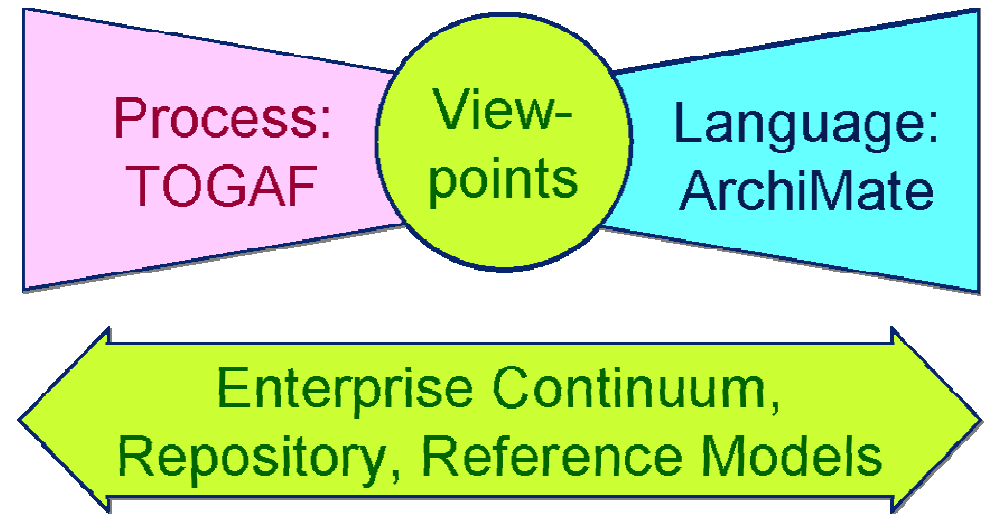 Process:
TOGAF
View-
points
Language:
ArchiMate
Enterprise Continuum,
Repository, Reference Models